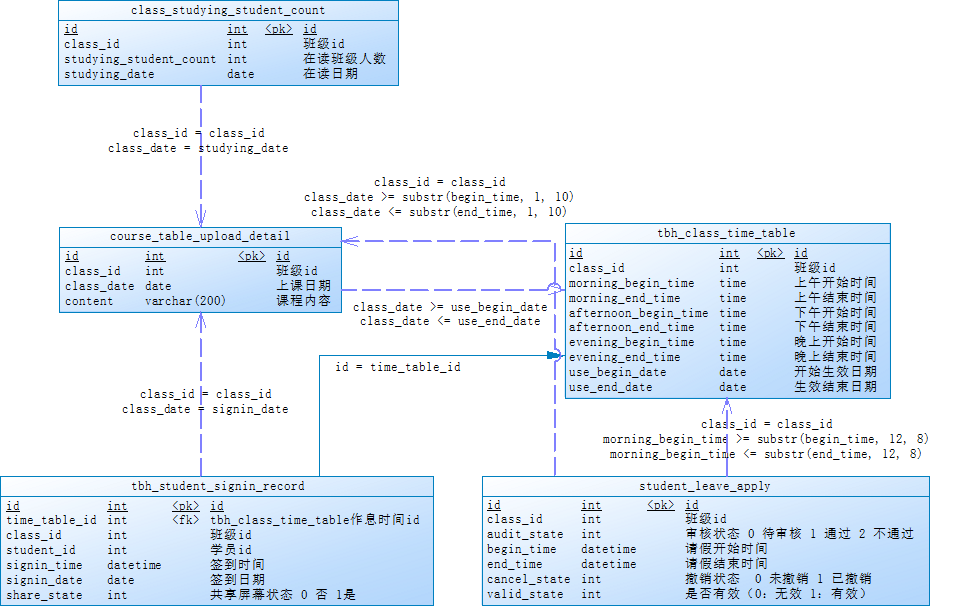 class_studying_student_count
id int <pk> id
class_id int 班级id
studying_student_count int 在读班级人数
studying_date date 在读日期
class_id = class_id
class_date = studying_date
class_id = class_id
class_date >= substr(begin_time, 1, 10)
class_date <= substr(end_time, 1, 10)
course_table_upload_detail
id int <pk> id
class_id int 班级id
class_date date 上课日期
content varchar(200) 课程内容
tbh_class_time_table
id int <pk> id
class_id int 班级id
morning_begin_time time 上午开始时间
morning_end_time time 上午结束时间
afternoon_begin_time time 下午开始时间
afternoon_end_time time 下午结束时间
evening_begin_time time 晚上开始时间
evening_end_time time 晚上结束时间
use_begin_date date 开始生效日期
use_end_date date 生效结束日期
class_date >= use_begin_date
class_date <= use_end_date
id = time_table_id
class_id = class_id
class_date = signin_date
class_id = class_id
morning_begin_time >= substr(begin_time, 12, 8)
morning_begin_time <= substr(end_time, 12, 8)
tbh_student_signin_record
id int <pk> id
time_table_id int <fk> tbh_class_time_table作息时间id
class_id int 班级id
student_id int 学员id
signin_time datetime 签到时间
signin_date date 签到日期
share_state int 共享屏幕状态 0 否 1是
student_leave_apply
id int <pk> id
class_id int 班级id
audit_state int 审核状态 0 待审核 1 通过 2 不通过
begin_time datetime 请假开始时间
end_time datetime 请假结束时间
cancel_state int 撤销状态 0 未撤销 1 已撤销
valid_state int 是否有效（0：无效 1：有效）